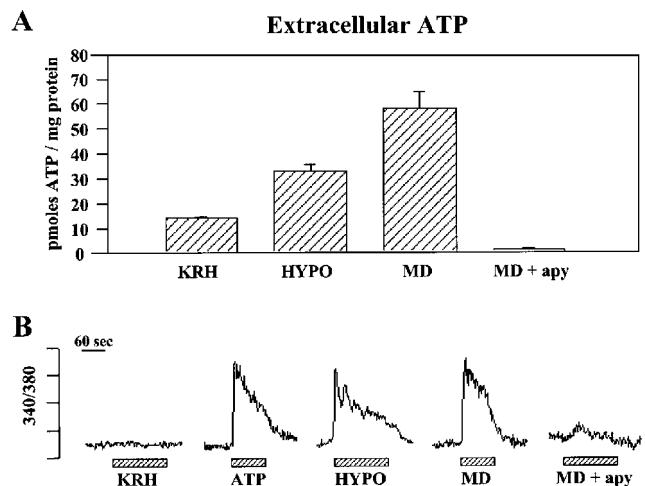 A
Extracellular ATP
pmoles ATP / mg protein
80
70
60
50
40
30
20
10
0
KRH HYPO MD MD + apy
B
60 sec
340/380
KRH ATP HYPO MD MD + apy